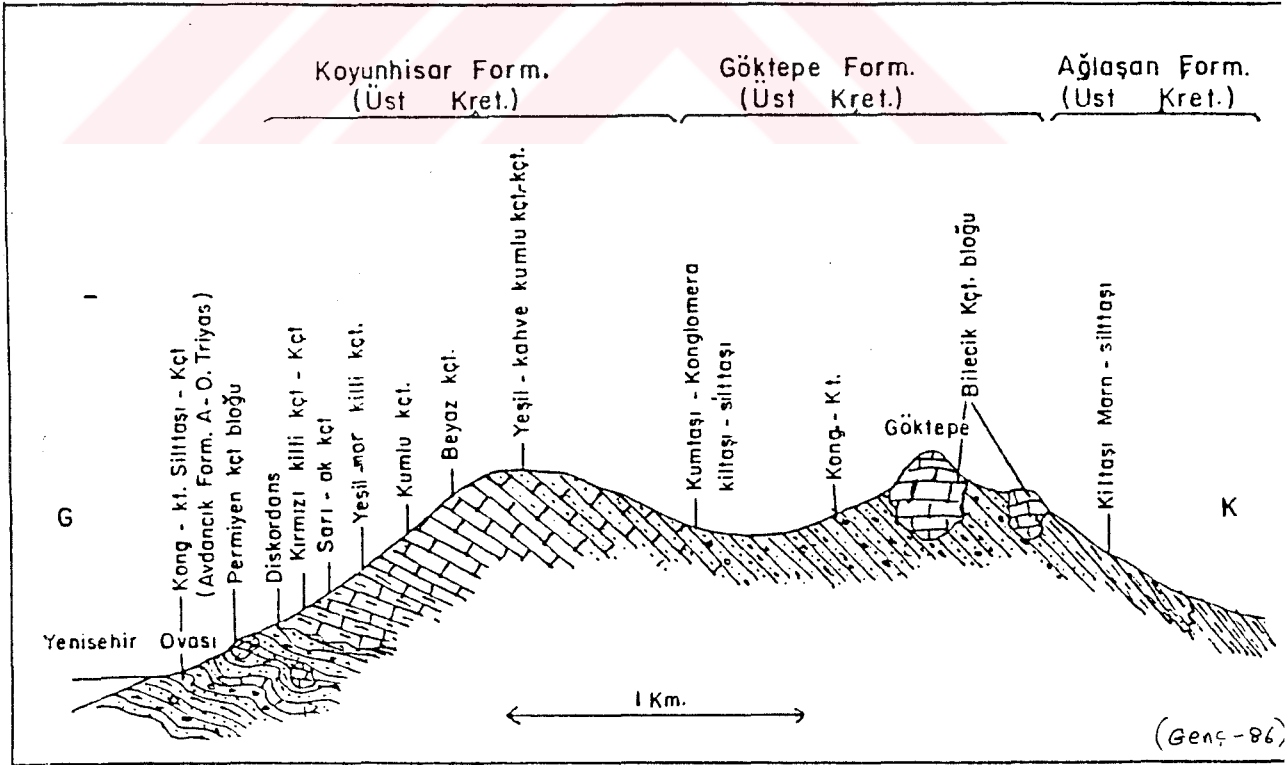 Koyunhisar Form.
(Üst Kret.)
Göktepe Form.
(Üst Kret.)
Ağlaşan Form.
(Üst Kret.)
G
Yenisehir Ovası
Kong - kt. Silttaşı - Kçt
(Avdancık Form. A - O. Triyas)
Permiyen kçt bloğu
Diskordans
Kırmızı killi kçt - Kçt
Sarı - ak kçt
Yeşil - mor killi kçt.
Kumlu kçt.
Beyaz kçt.
Yeşil - kahve kumlu kçt.-kçt.
Kumtaşı - Konglomera
kiltaşı - silttaşı
Kong - Kt.
Göktepe
Bilecik Kçt. bloğu
Kiltaşı Marn - silttaşı
K
1 Km.
(Genç - 86)